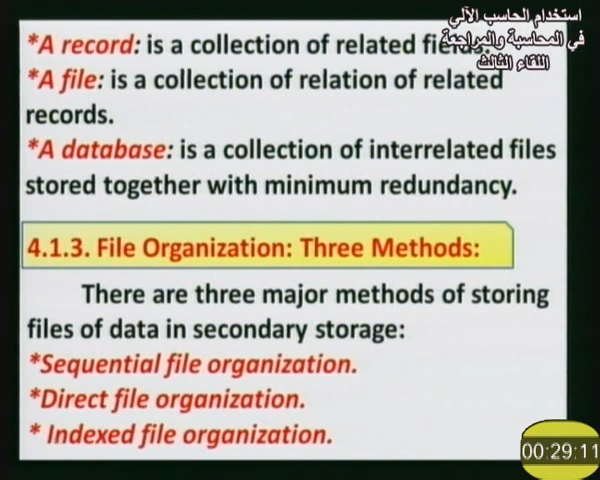 استخدام الحاسب الآلي
في المحاسبة والمراجعة
اللقاء الثالث
*A record: is a collection of related fields.
*A file: is a collection of relation of related
records.
*A database: is a collection of interrelated files
stored together with minimum redundancy.
4.1.3. File Organization: Three Methods:
There are three major methods of storing
files of data in secondary storage:
*Sequential file organization.
*Direct file organization.
* Indexed file organization.
00:29:11